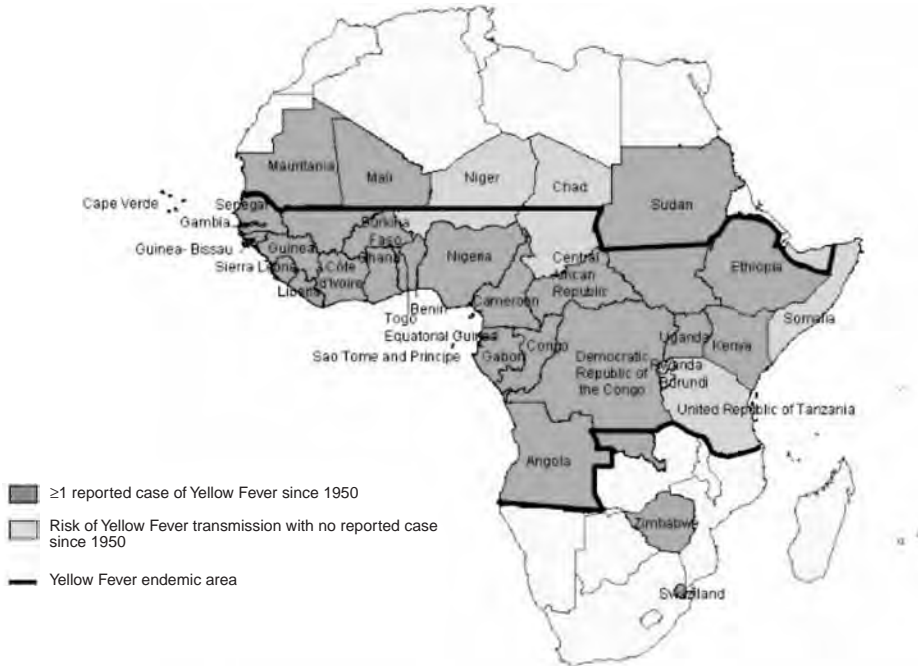 Mauritania
Mali
Niger
Chad
Sudan
Cape Verde
Senegal
Gambia
Guinea- Bissau
Guinea
Sierra Leone
Liberia
Côte
d'Ivoire
Burkina
Faso
Ghana
Togo
Benin
Nigeria
Cameroon
Central
African
Republic
Ethiopia
Somalia
Equatorial Guinea
Sao Tome and Principe
Gabon
Congo
Democratic
Republic of
the Congo
Uganda
Kenya
Rwanda
Burundi
United Republic of Tanzania
Angola
Zimbabwe
Swaziland
≥1 reported case of Yellow Fever since 1950
Risk of Yellow Fever transmission with no reported case
since 1950
Yellow Fever endemic area